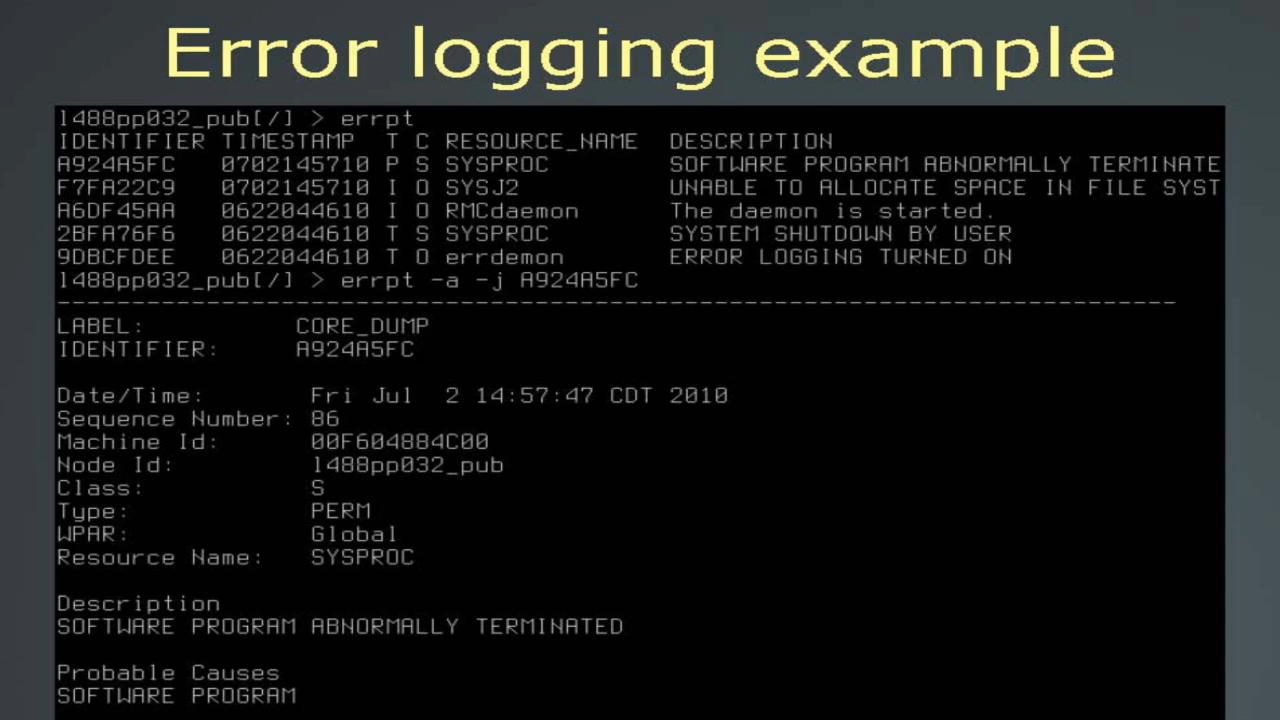 Error logging example
l488pp032_pub[/] > errpt
IDENTIFIER TIMESTAMP  T C RESOURCE_NAME  DESCRIPTION
A924A5FC   0702145710 P S SYSPROC        SOFTWARE PROGRAM ABNORMALLY TERMINATE
F7FA22C9   0702145710 I O SYSJ2          UNABLE TO ALLOCATE SPACE IN FILE SYST
A6DF45AA   0622044610 I O RMCdaemon      The daemon is started.
2BFA76F6   0622044610 T S SYSPROC        SYSTEM SHUTDOWN BY USER
9DBCFDEE   0622044610 T O errdemon       ERROR LOGGING TURNED ON
l488pp032_pub[/] > errpt -a -j A924A5FC
---------------------------------------------------------------------------
LABEL:          CORE_DUMP
IDENTIFIER:     A924A5FC
Date/Time:       Fri Jul  2 14:57:47 CDT 2010
Sequence Number: 86
Machine Id:      00F604884C00
Node Id:         l488pp032_pub
Class:           S
Type:            PERM
WPAR:            Global
Resource Name:   SYSPROC
Description
SOFTWARE PROGRAM ABNORMALLY TERMINATED
Probable Causes
SOFTWARE PROGRAM